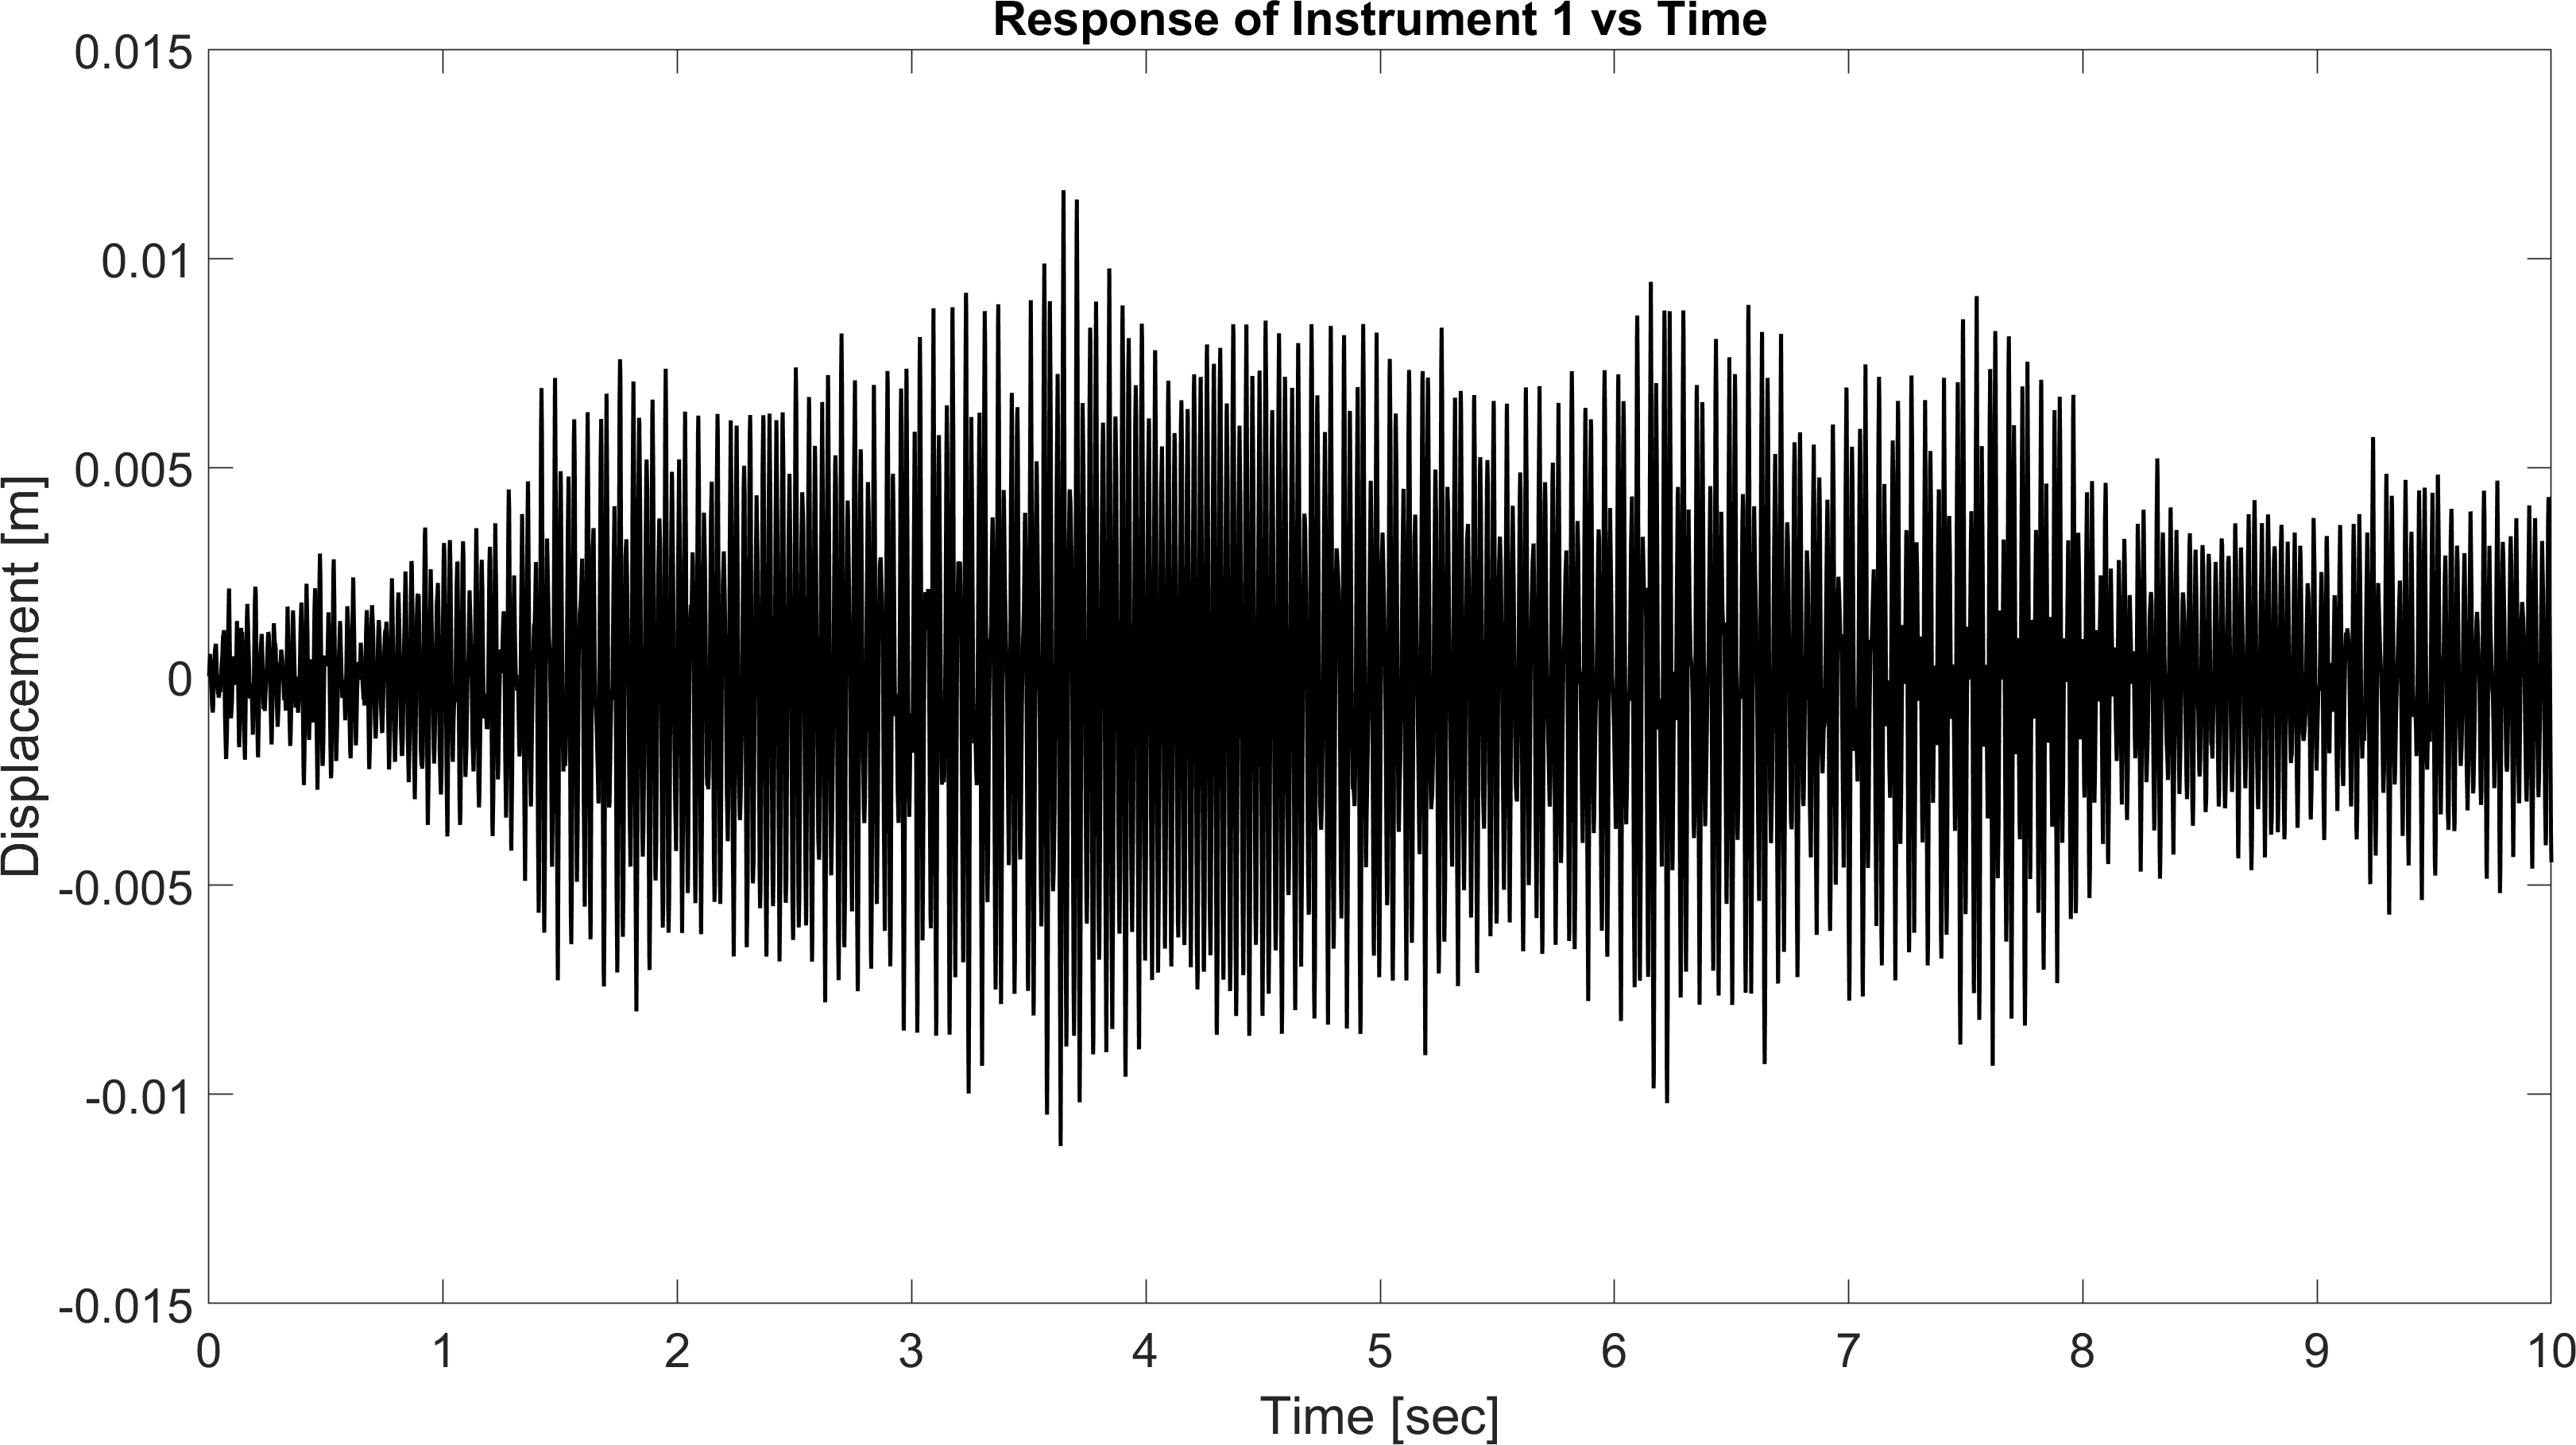 Response of Instrument 1 vs Time
0.015
0.01
0.005
0
-0.005
-0.01
-0.015
Displacement [m]
0 1 2 3 4 5 6 7 8 9 10
Time [sec]